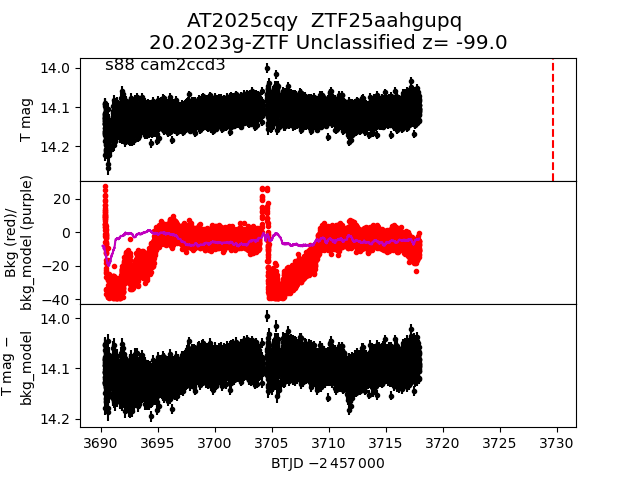 AT2025cqy  ZTF25aahgupq
20.2023g-ZTF Unclassified z= -99.0
s88 cam2ccd3
14.0
14.1
14.2
T mag
20
0
−20
−40
Bkg (red)/
bkg_model (purple)
14.0
14.1
14.2
T mag −
bkg_model
3690 3695 3700 3705 3710 3715 3720 3725 3730
BTJD −2 457 000